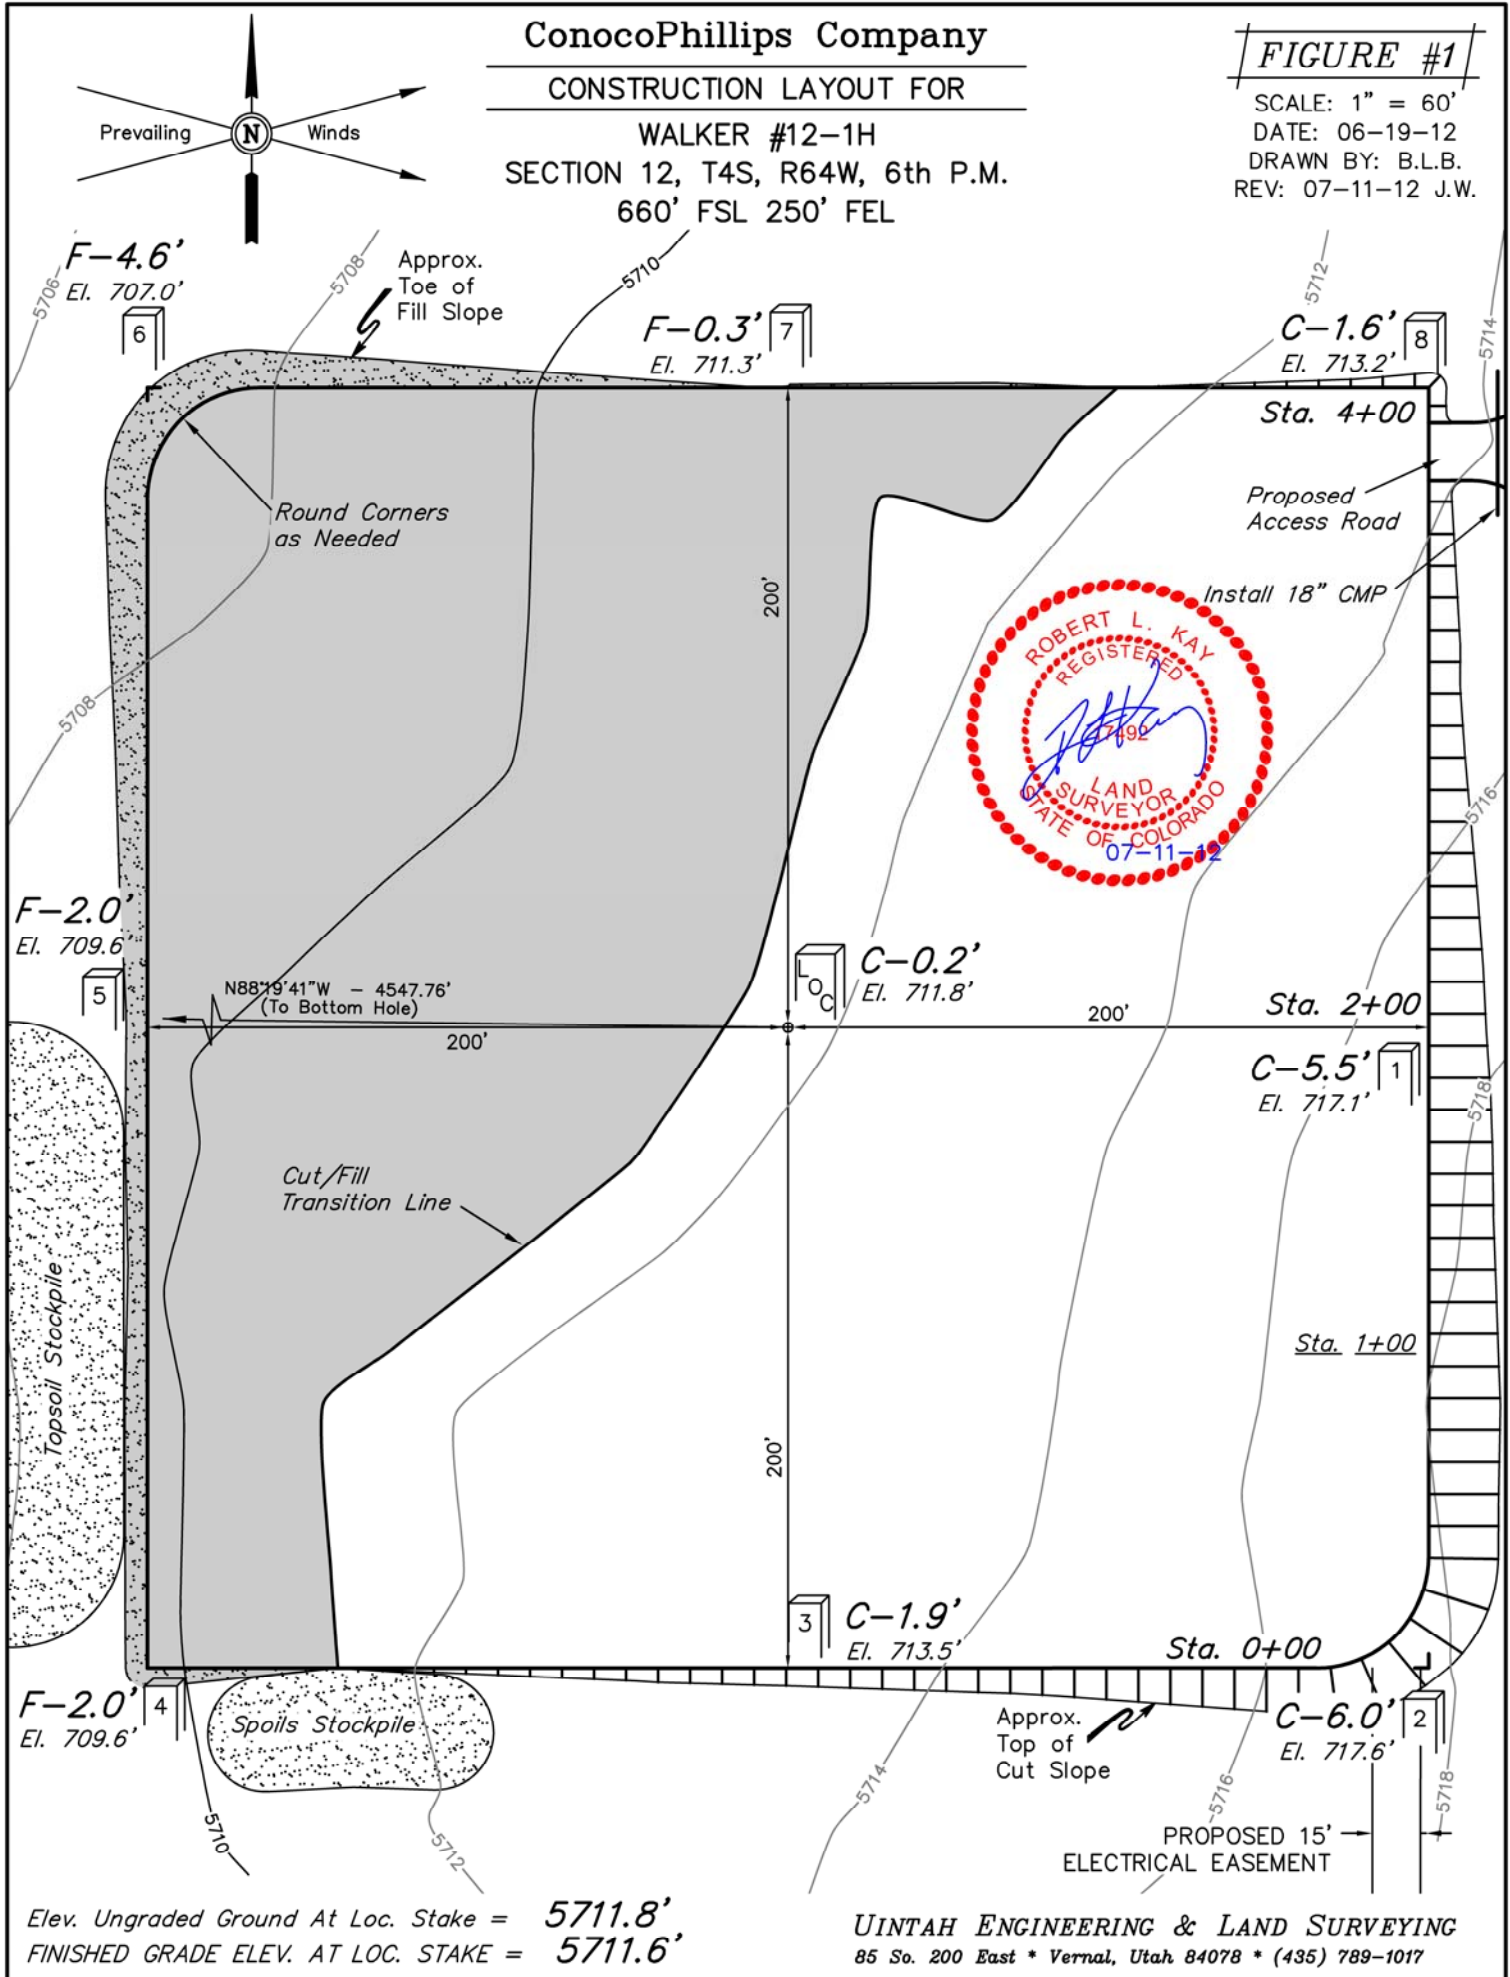 ConocoPhillips Company
CONSTRUCTION LAYOUT FOR
WALKER #12-1H
SECTION 12, T4S, R64W, 6th P.M.
660' FSL 250' FEL
FIGURE #1
SCALE: 1" = 60'
DATE: 06-19-12
DRAWN BY: B.L.B.
REV: 07-11-12 J.W.
Prevailing
N
Winds
F-4.6'
El. 707.0'
6
5706
5708
Approx.
Toe of
Fill Slope
5710
F-0.3'
El. 711.3'
7
5712
C-1.6'
El. 713.2'
8
5714
Sta. 4+00
Round Corners
as Needed
Proposed
Access Road
Install 18" CMP
200'
5708
ROBERT L. KAY
REGISTERED
17492
LAND
SURVEYOR
STATE OF COLORADO
07-11-12
5716
F-2.0'
El. 709.6'
5
N88°19'41"W - 4547.76'
(To Bottom Hole)
200'
LOC
C-0.2'
El. 711.8'
200'
Sta. 2+00
C-5.5'
El. 717.1'
1
5718
Cut/Fill
Transition Line
Topsoil Stockpile
Sta. 1+00
200'
3
C-1.9'
El. 713.5'
Sta. 0+00
F-2.0'
El. 709.6'
4
Spoils Stockpile
Approx.
Top of
Cut Slope
C-6.0'
El. 717.6'
2
5710
5712
5714
5716
5718
PROPOSED 15'
ELECTRICAL EASEMENT
Elev. Ungraded Ground At Loc. Stake = 5711.8'
FINISHED GRADE ELEV. AT LOC. STAKE = 5711.6'
UINTAH ENGINEERING & LAND SURVEYING
85 So. 200 East * Vernal, Utah 84078 * (435) 789-1017